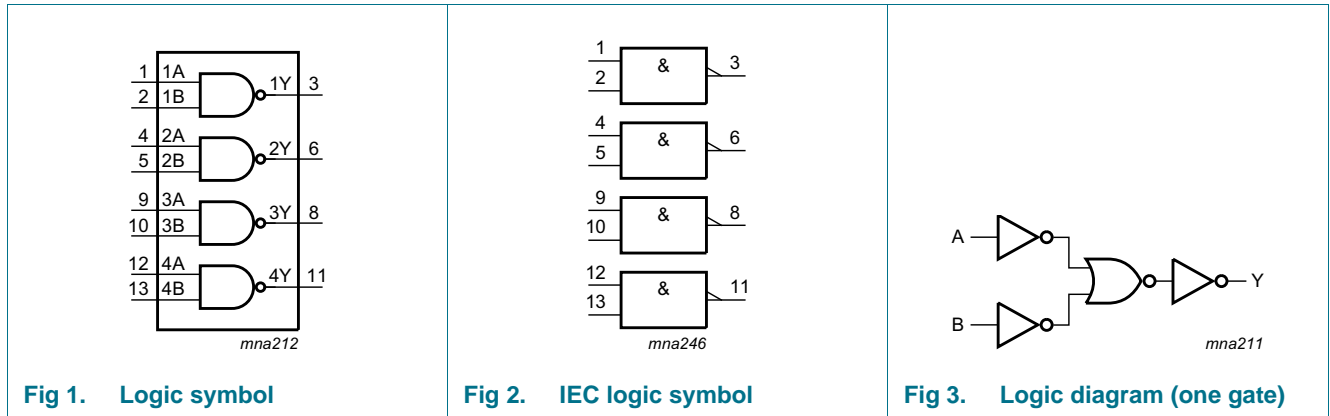 1 1A
2 1B
1Y 3
4 2A
5 2B
2Y 6
9 3A
10 3B
3Y 8
12 4A
13 4B
4Y 11
mna212
Fig 1. Logic symbol
1
2
&
3
4
5
&
6
9
10
&
8
12
13
&
11
mna246
Fig 2. IEC logic symbol
A
B
Y
mna211
Fig 3. Logic diagram (one gate)